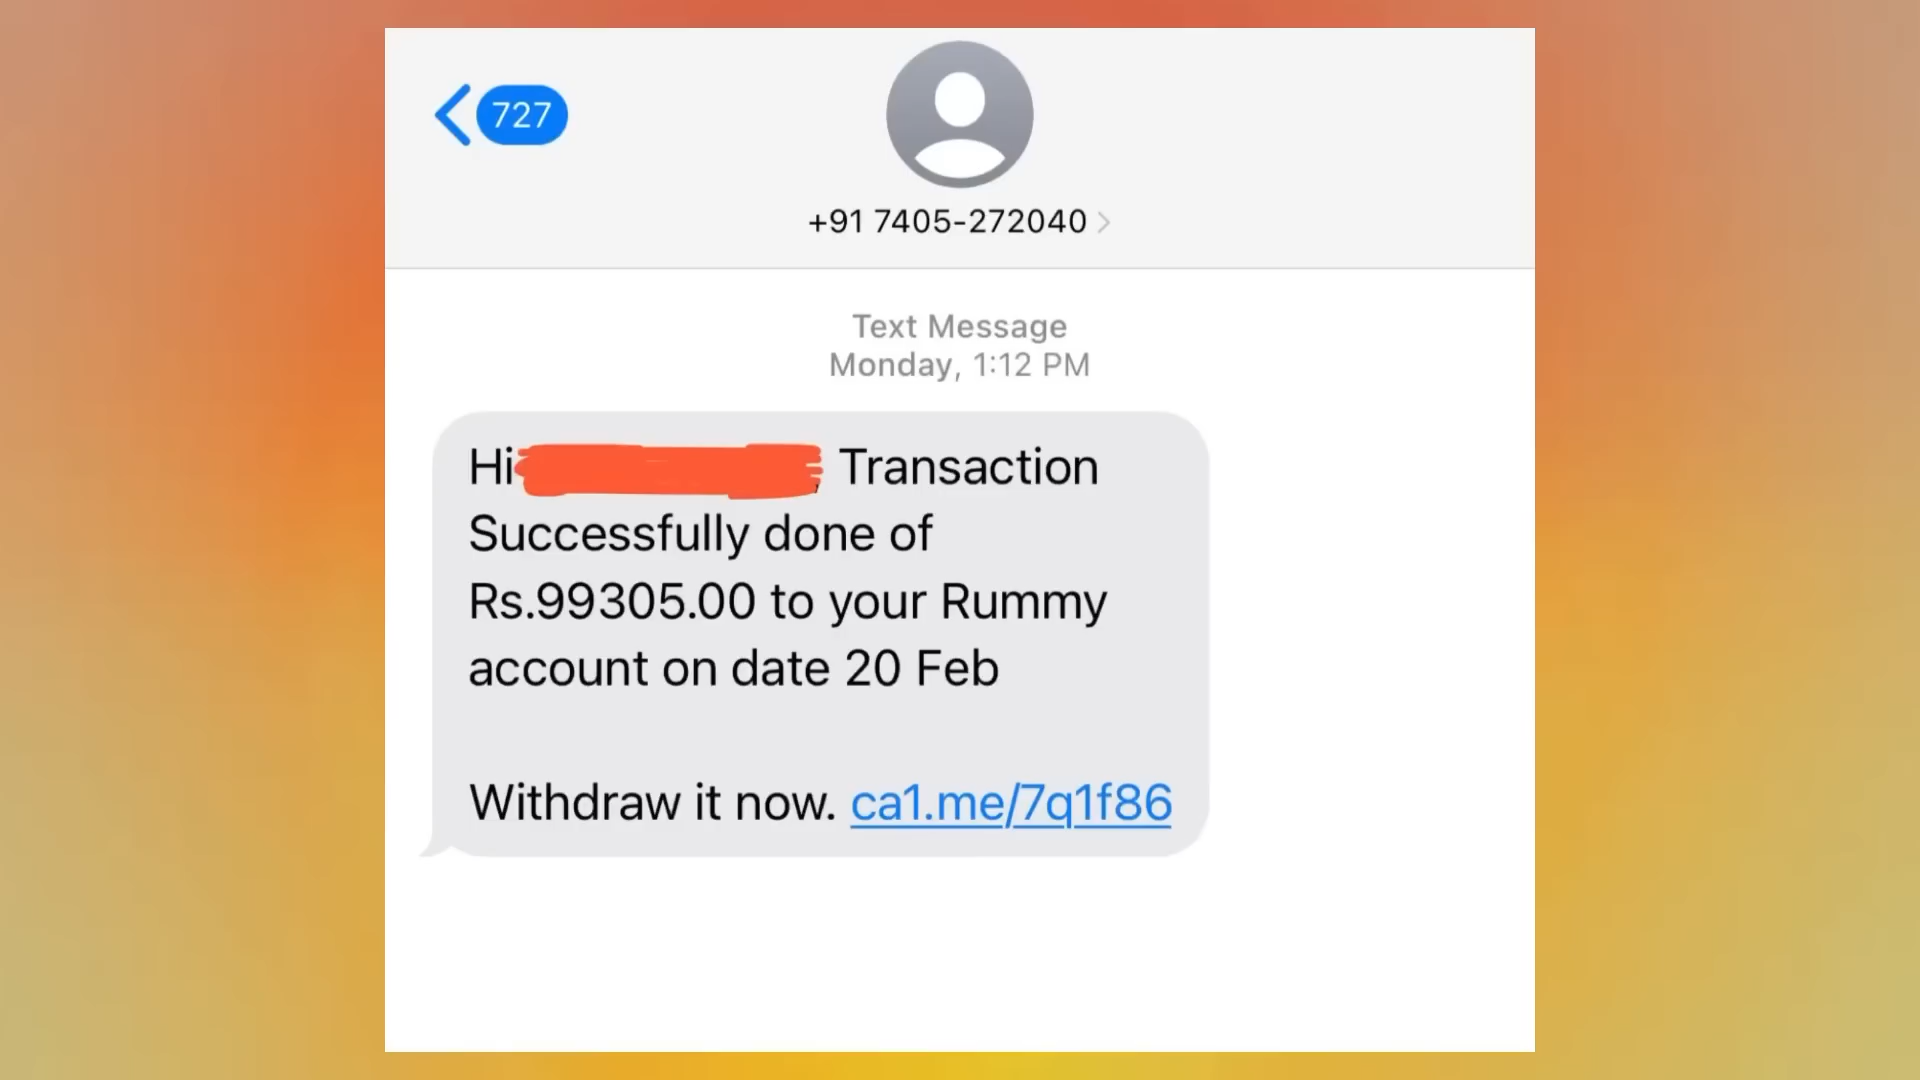 727
+91 7405-272040
Text Message
Monday, 1:12 PM
Hi , Transaction
Successfully done of
Rs.99305.00 to your Rummy
account on date 20 Feb
Withdraw it now. ca1.me/7q1f86